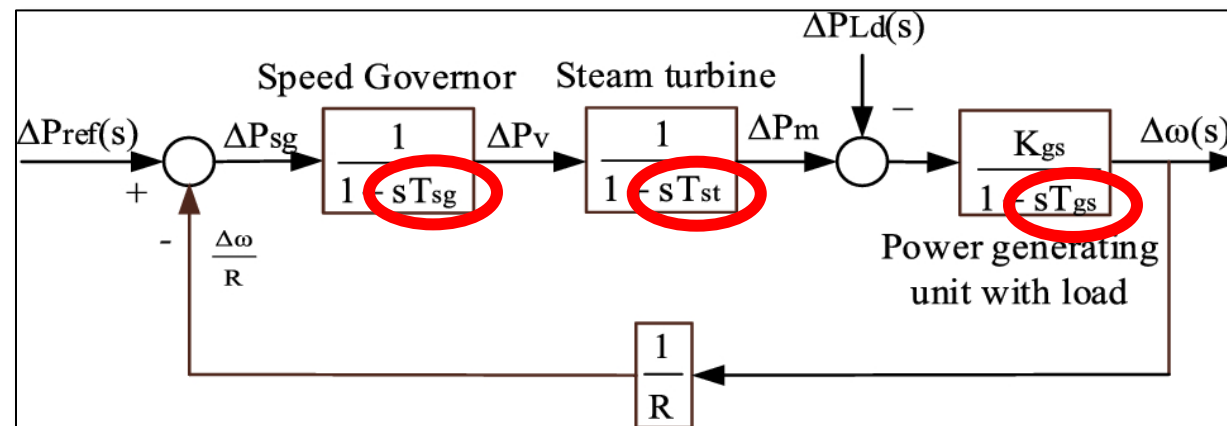 ΔPLd(s)
Speed Governor
Steam turbine
ΔPref(s)
+
-
ΔPsg
1
1 - sTsg
ΔPv
1
1 - sTst
ΔPm
–
Kgs
1 - sTgs
Δω(s)
Δω
R
Power generating
unit with load
1
R